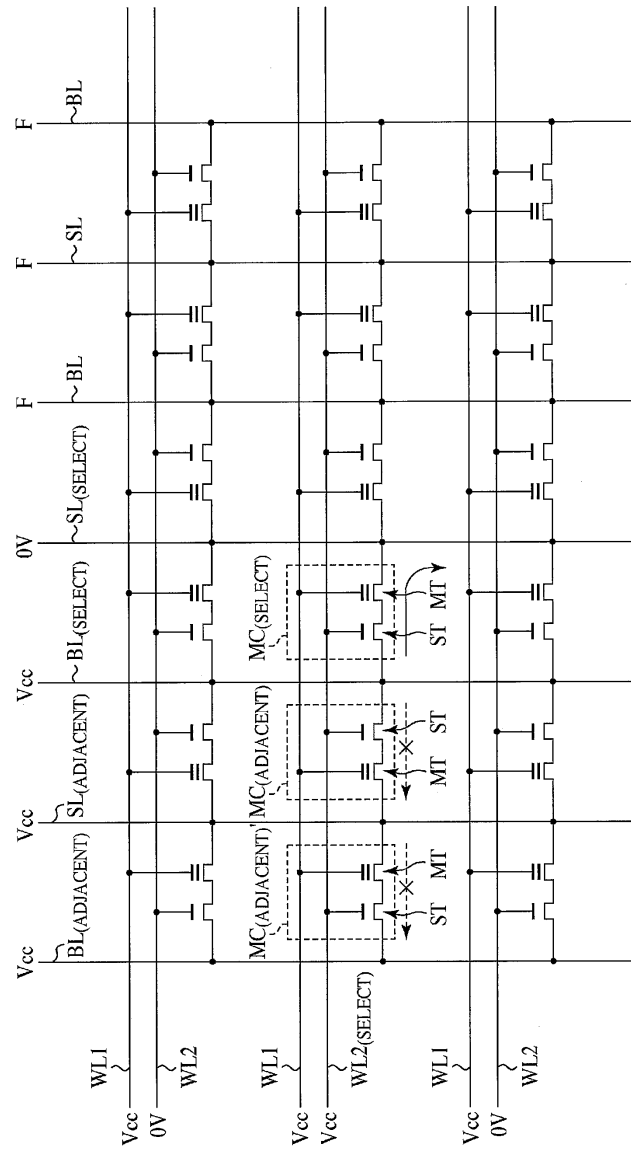 Vcc
Vcc
Vcc
0V
F
F
F
BL(ADJACENT)
SL(ADJACENT)
BL(SELECT)
SL(SELECT)
BL
SL
BL
Vcc
WL1
0V
WL2
MC(ADJACENT)'
MC(ADJACENT)
MC(SELECT)
Vcc
WL1
Vcc
WL2(SELECT)
ST
MT
MT
ST
ST
MT
Vcc
WL1
0V
WL2